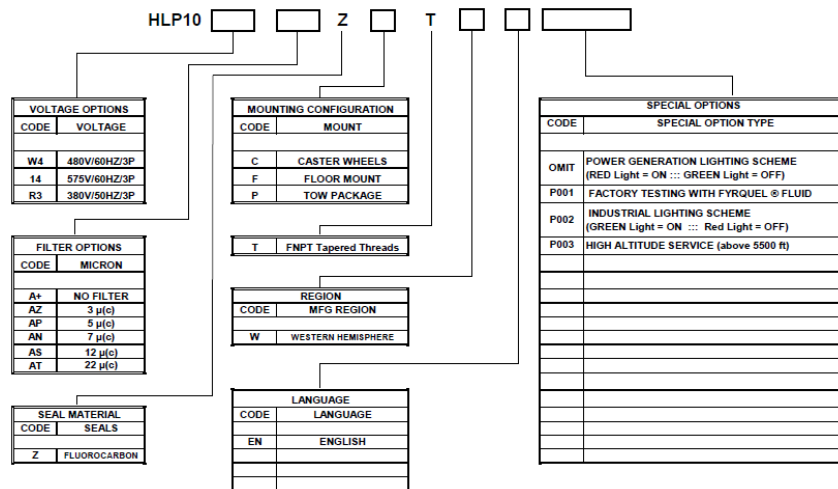 HLP10 Z T
VOLTAGE OPTIONS
CODE VOLTAGE
W4 480V/60HZ/3P
14 575V/60HZ/3P
R3 380V/50HZ/3P
FILTER OPTIONS
CODE MICRON
A+ NO FILTER
AZ 3 µ(c)
AP 5 µ(c)
AN 7 µ(c)
AS 12 µ(c)
AT 22 µ(c)
SEAL MATERIAL
CODE SEALS
Z FLUOROCARBON
MOUNTING CONFIGURATION
CODE MOUNT
C CASTER WHEELS
F FLOOR MOUNT
P TOW PACKAGE
T FNPT Tapered Threads
REGION
CODE MFG REGION
W WESTERN HEMISPHERE
LANGUAGE
CODE LANGUAGE
EN ENGLISH
SPECIAL OPTIONS
CODE SPECIAL OPTION TYPE
OMIT POWER GENERATION LIGHTING SCHEME
(RED Light = ON ::: GREEN Light = OFF)
P001 FACTORY TESTING WITH FYRQUEL ® FLUID
P002 INDUSTRIAL LIGHTING SCHEME
(GREEN Light = ON ::: Red Light = OFF)
P003 HIGH ALTITUDE SERVICE (above 5500 ft)